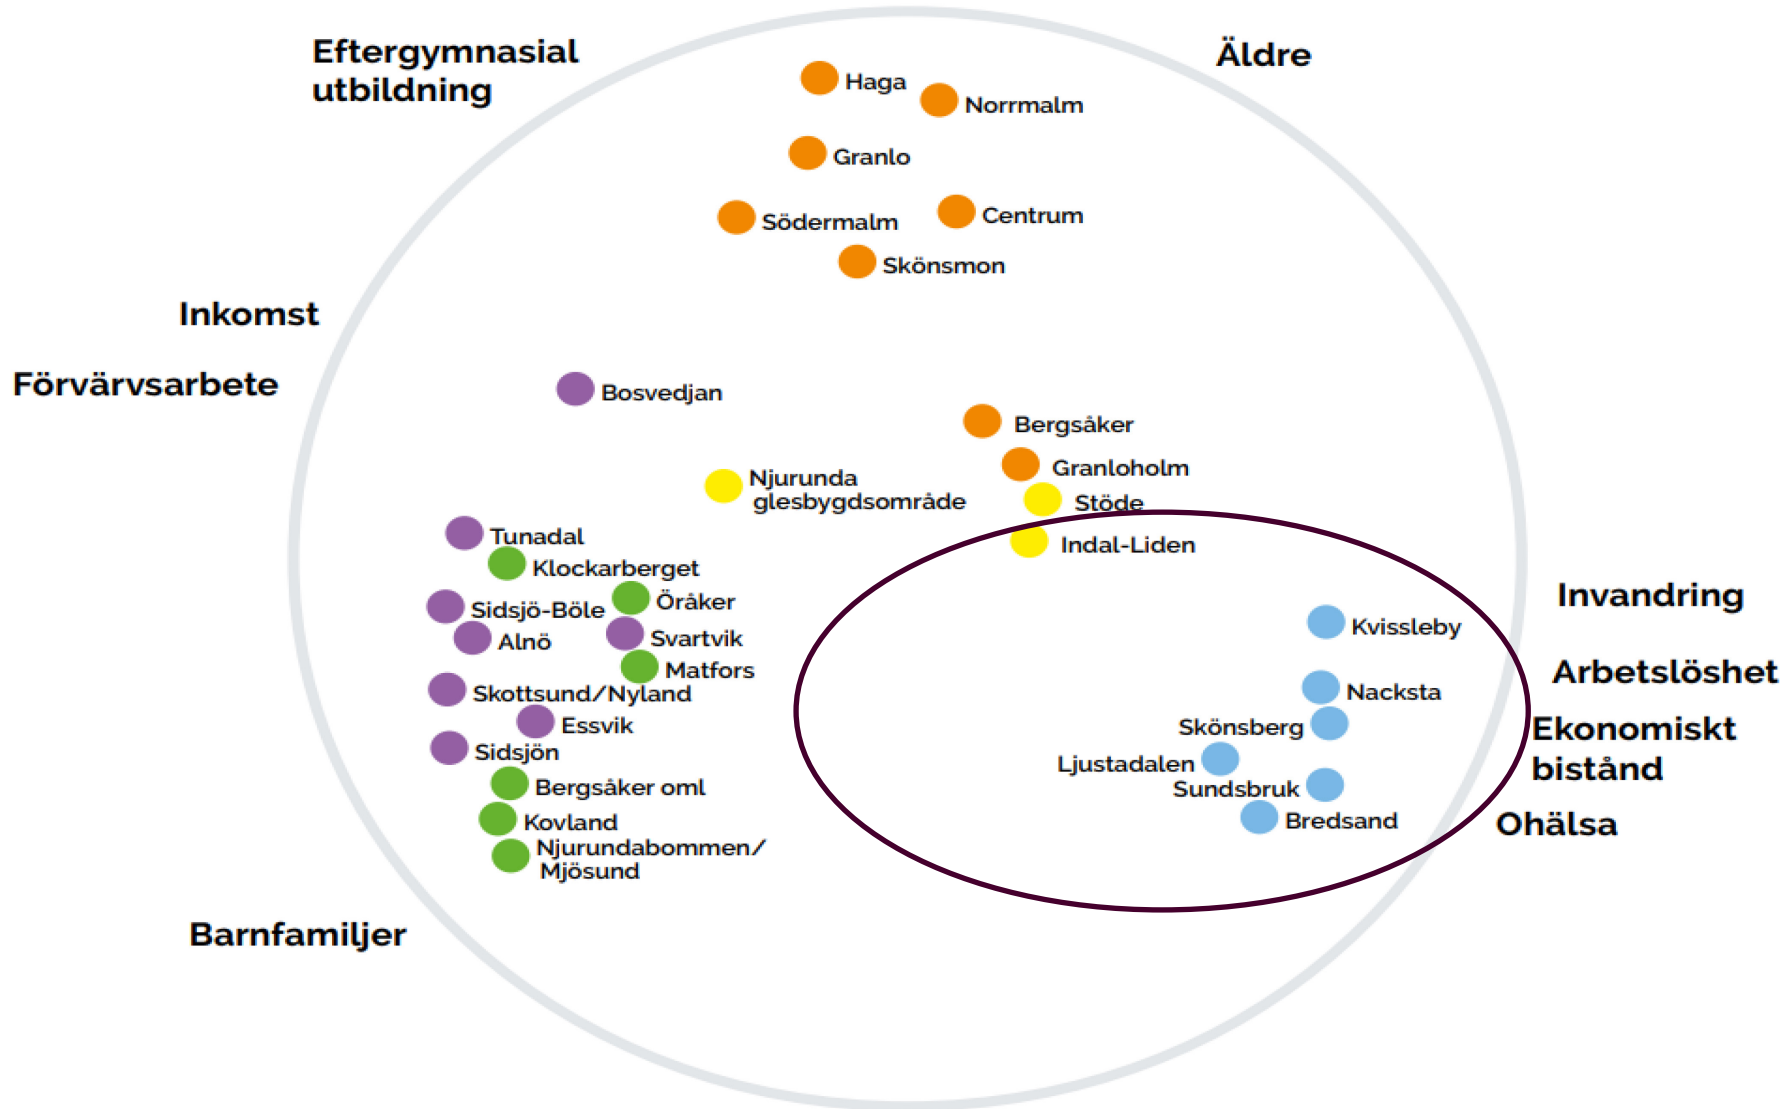 Eftergymnasial
utbildning
Äldre
Haga
Norrmalm
Granlo
Södermalm
Centrum
Skönsmon
Inkomst
Förvärvsarbete
Bosvedjan
Bergsåker
Granloholm
Njurunda
glesbygdsområde
Stöde
Tunadal
Indal-Liden
Klockarberget
Sidsjö-Böle
Öråker
Alnö
Svartvik
Matfors
Skottsund/Nyland
Essvik
Sidsjön
Bergsåker oml
Kovland
Njurundabommen/
Mjösund
Barnfamiljer
Kvissleby
Nacksta
Skönsberg
Ljustadalen
Sundsbruk
Bredsand
Invandring
Arbetslöshet
Ekonomiskt
bistånd
Ohälsa